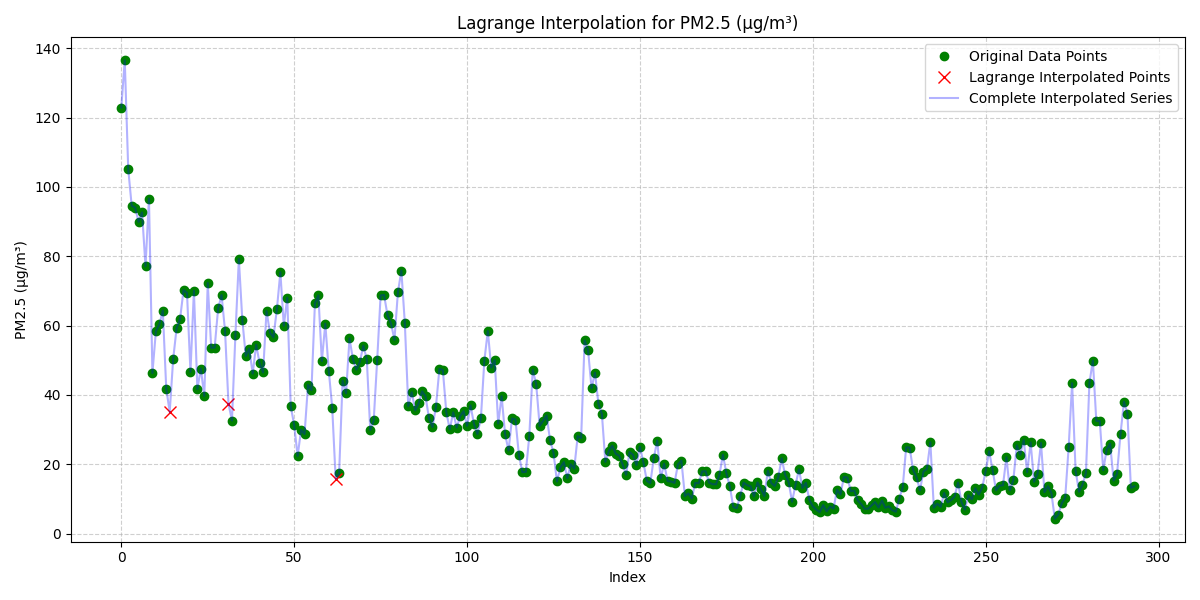 Lagrange Interpolation for PM2.5 (µg/m³)
Original Data Points
Lagrange Interpolated Points
Complete Interpolated Series
PM2.5 (µg/m³)
140
120
100
80
60
40
20
0
0 50 100 150 200 250 300
Index